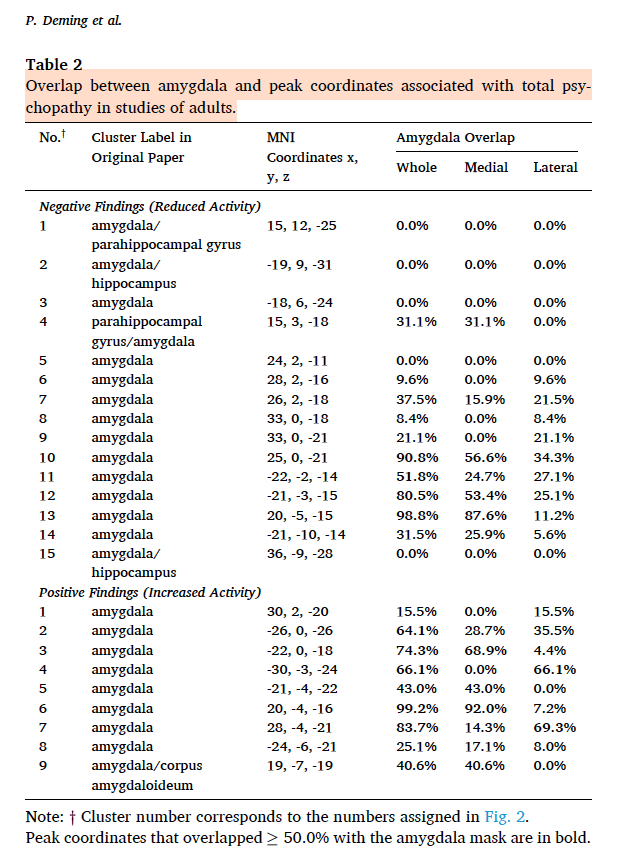 P. Deming et al.
Table 2
Overlap between amygdala and peak coordinates associated with total psy-
chopathy in studies of adults.
No.† Cluster Label in Original Paper MNI Coordinates x, y, z Amygdala Overlap
Whole Medial Lateral
Negative Findings (Reduced Activity)
1 amygdala/ 15, 12, -25 0.0% 0.0% 0.0%
parahippocampal gyrus
2 amygdala/ -19, 9, -31 0.0% 0.0% 0.0%
hippocampus
3 amygdala -18, 6, -24 0.0% 0.0% 0.0%
4 parahippocampal 15, 3, -18 31.1% 31.1% 0.0%
gyrus/amygdala
5 amygdala 24, 2, -11 0.0% 0.0% 0.0%
6 amygdala 28, 2, -16 9.6% 0.0% 9.6%
7 amygdala 26, 2, -18 37.5% 15.9% 21.5%
8 amygdala 33, 0, -18 8.4% 0.0% 8.4%
9 amygdala 33, 0, -21 21.1% 0.0% 21.1%
10 amygdala 25, 0, -21 90.8% 56.6% 34.3%
11 amygdala -22, -2, -14 51.8% 24.7% 27.1%
12 amygdala -21, -3, -15 80.5% 53.4% 25.1%
13 amygdala 20, -5, -15 98.8% 87.6% 11.2%
14 amygdala -21, -10, -14 31.5% 25.9% 5.6%
15 amygdala/ 36, -9, -28 0.0% 0.0% 0.0%
hippocampus
Positive Findings (Increased Activity)
1 amygdala 30, 2, -20 15.5% 0.0% 15.5%
2 amygdala -26, 0, -26 64.1% 28.7% 35.5%
3 amygdala -22, 0, -18 74.3% 68.9% 4.4%
4 amygdala -30, -3, -24 66.1% 0.0% 66.1%
5 amygdala -21, -4, -22 43.0% 43.0% 0.0%
6 amygdala 20, -4, -16 99.2% 92.0% 7.2%
7 amygdala 28, -4, -21 83.7% 14.3% 69.3%
8 amygdala -24, -6, -21 25.1% 17.1% 8.0%
9 amygdala/corpus 19, -7, -19 40.6% 40.6% 0.0%
amygdaloideum
Note: † Cluster number corresponds to the numbers assigned in Fig. 2.
Peak coordinates that overlapped ≥ 50.0% with the amygdala mask are in bold.